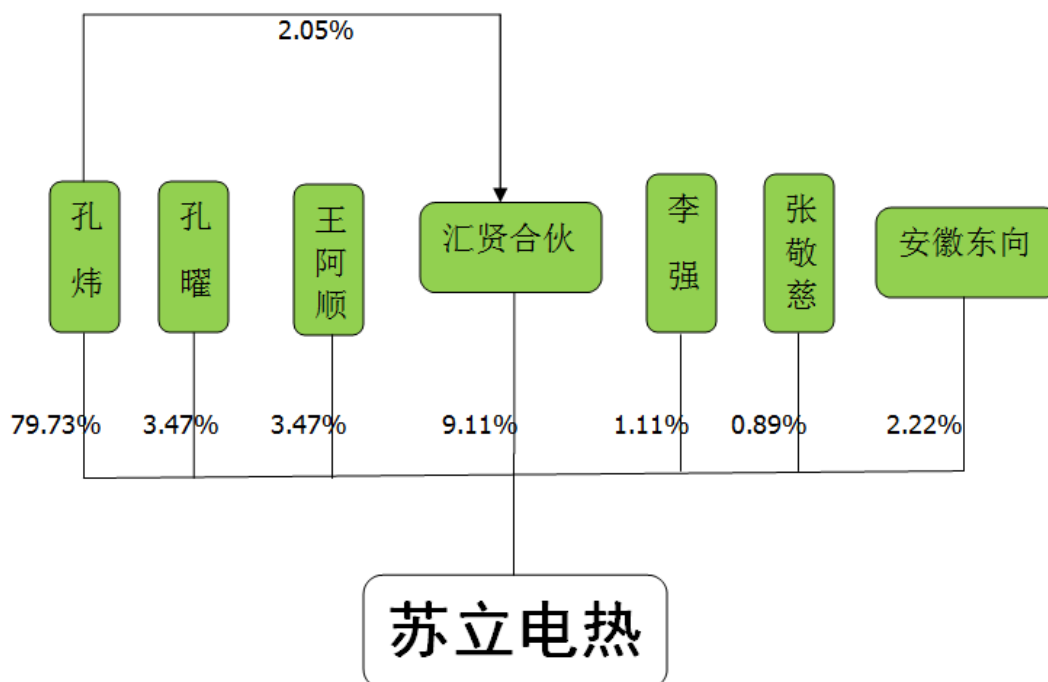 2.05%
孔炜
孔曜
王阿顺
汇贤合伙
李强
张敬慈
安徽东向
79.73%
3.47%
3.47%
9.11%
1.11%
0.89%
2.22%
苏立电热